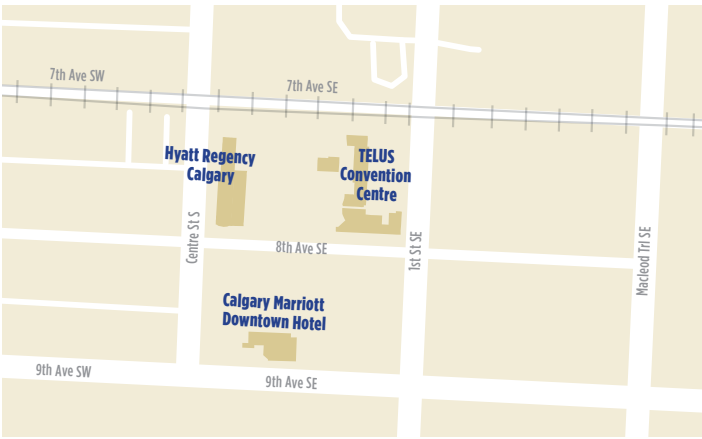 7th Ave SW
7th Ave SE
Hyatt Regency
Calgary
TELUS
Convention
Centre
Centre St S
8th Ave SE
1st St SE
Macleod Trl SE
Calgary Marriott
Downtown Hotel
9th Ave SW
9th Ave SE